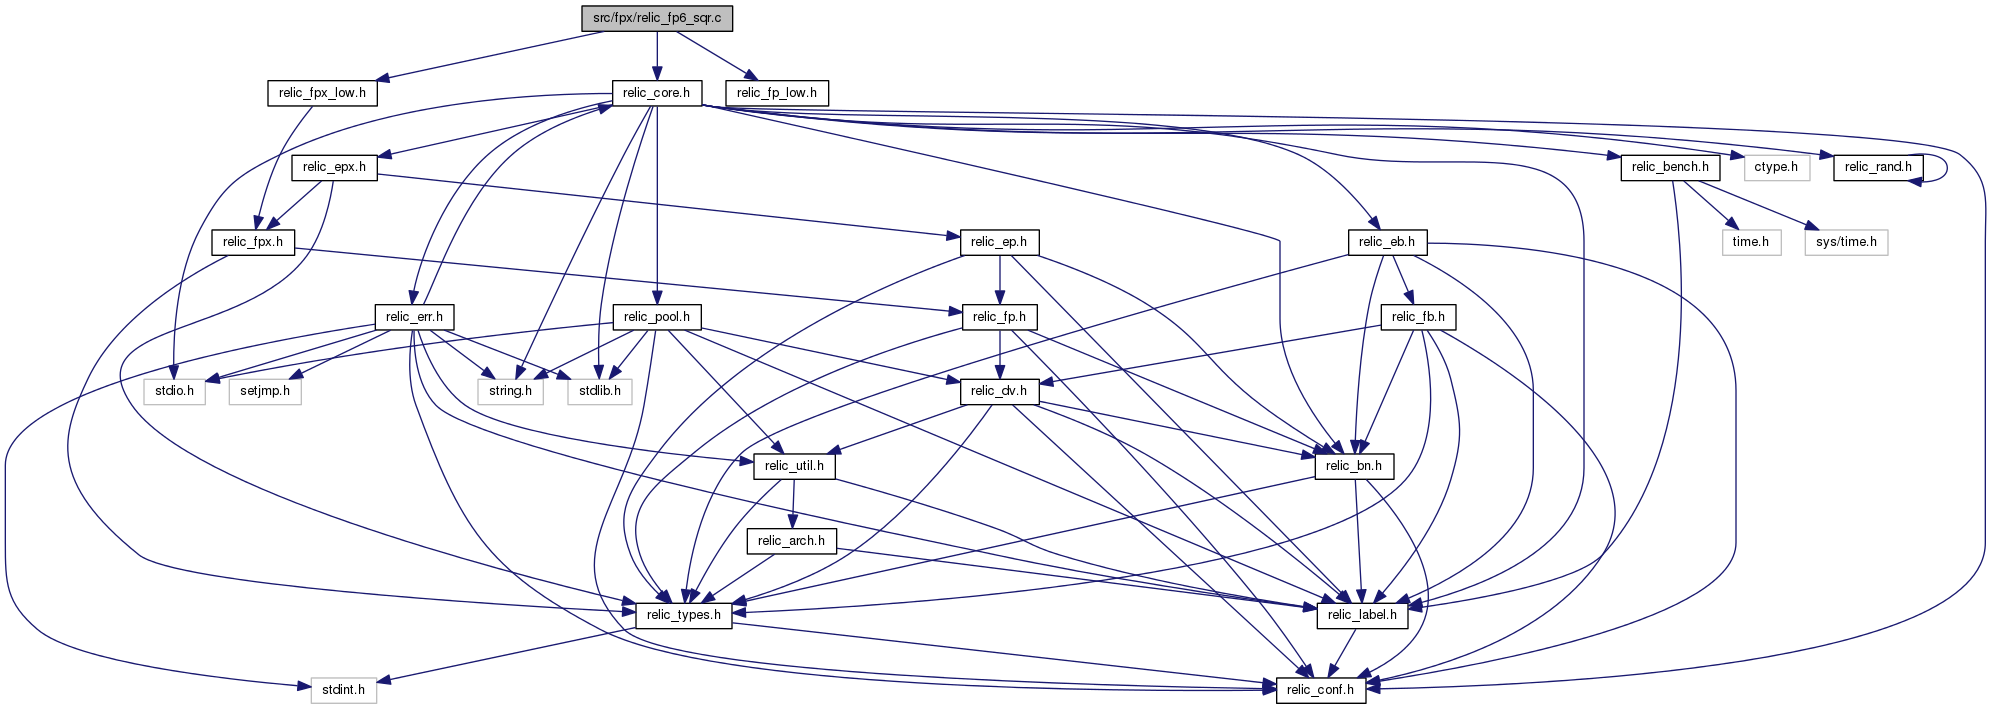 src/fpx/relic_fp6_sqr.c
relic_fpx_low.h
relic_core.h
relic_fp_low.h
relic_epx.h
relic_bench.h
ctype.h
relic_rand.h
relic_fpx.h
relic_ep.h
relic_eb.h
time.h
sys/time.h
relic_err.h
relic_pool.h
relic_fp.h
relic_fb.h
stdio.h
setjmp.h
string.h
stdlib.h
relic_dv.h
relic_util.h
relic_bn.h
relic_arch.h
relic_types.h
relic_label.h
stdint.h
relic_conf.h